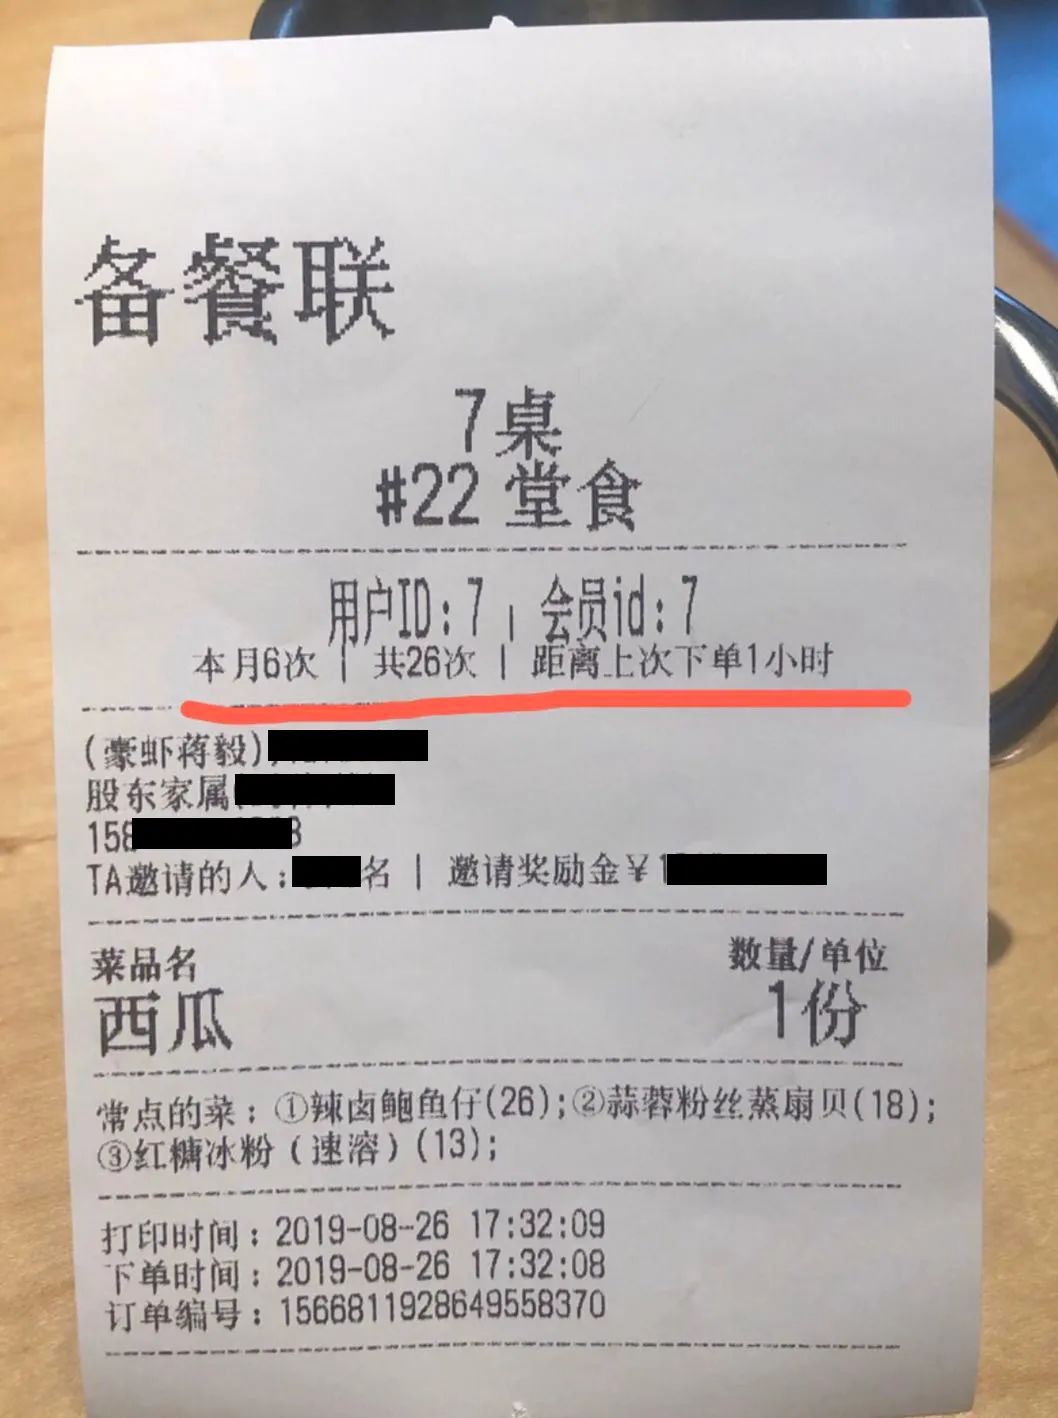 备餐联
7桌
#22 堂食
用户ID:7 | 会员id:7
本月6次 | 共26次 | 距离上次下单1小时
(豪虾蒋毅),
股东家属
158 8
TA邀请的人: 名 | 邀请奖励金¥1
菜品名 数量/单位
西瓜 1份
常点的菜:①辣卤鲍鱼仔(26);②蒜蓉粉丝蒸扇贝(18);
③红糖冰粉(速溶)(13);
打印时间:2019-08-26 17:32:09
下单时间:2019-08-26 17:32:08
订单编号:1566811928649558370